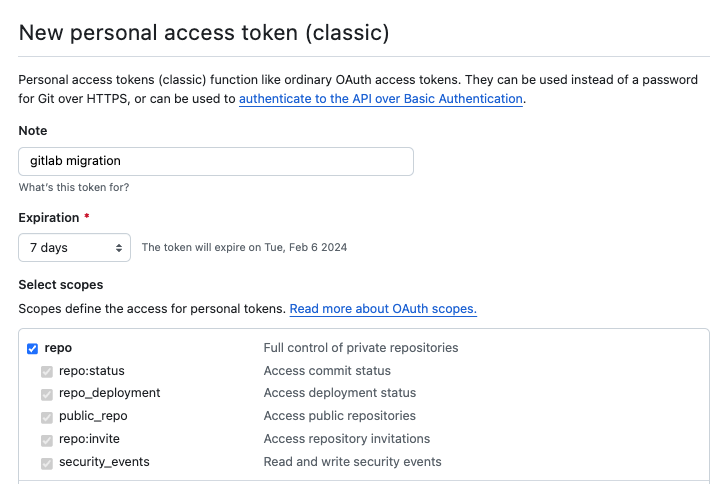 New personal access token (classic)
Personal access tokens (classic) function like ordinary OAuth access tokens. They can be used instead of a password
for Git over HTTPS, or can be used to authenticate to the API over Basic Authentication.
Note
gitlab migration
What's this token for?
Expiration *
7 days The token will expire on Tue, Feb 6 2024
Select scopes
Scopes define the access for personal tokens. Read more about OAuth scopes.
repo Full control of private repositories
repo:status Access commit status
repo_deployment Access deployment status
public_repo Access public repositories
repo:invite Access repository invitations
security_events Read and write security events